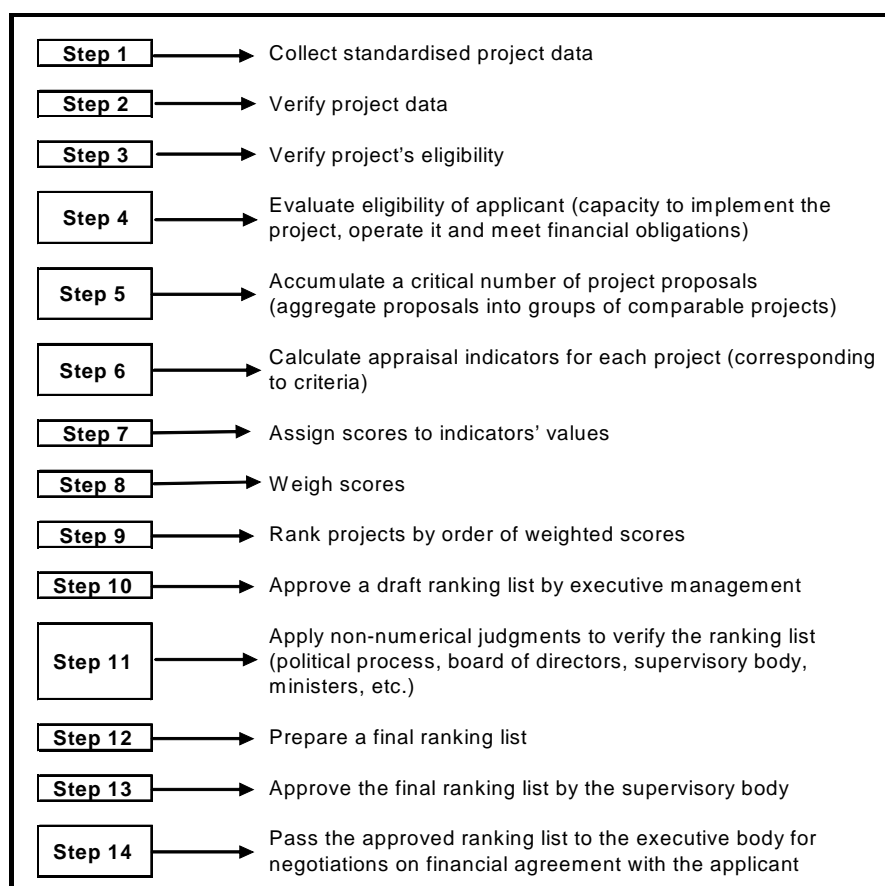 Step 1 Collect standardised project data
Step 2 Verify project data
Step 3 Verify project's eligibility
Step 4 Evaluate eligibility of applicant (capacity to implement the
project, operate it and meet financial obligations)
Step 5 Accumulate a critical number of project proposals
(aggregate proposals into groups of comparable projects)
Step 6 Calculate appraisal indicators for each project (corresponding
to criteria)
Step 7 Assign scores to indicators' values
Step 8 Weigh scores
Step 9 Rank projects by order of weighted scores
Step 10 Approve a draft ranking list by executive management
Step 11 Apply non-numerical judgments to verify the ranking list
(political process, board of directors, supervisory body,
ministers, etc.)
Step 12 Prepare a final ranking list
Step 13 Approve the final ranking list by the supervisory body
Step 14 Pass the approved ranking list to the executive body for
negotiations on financial agreement with the applicant